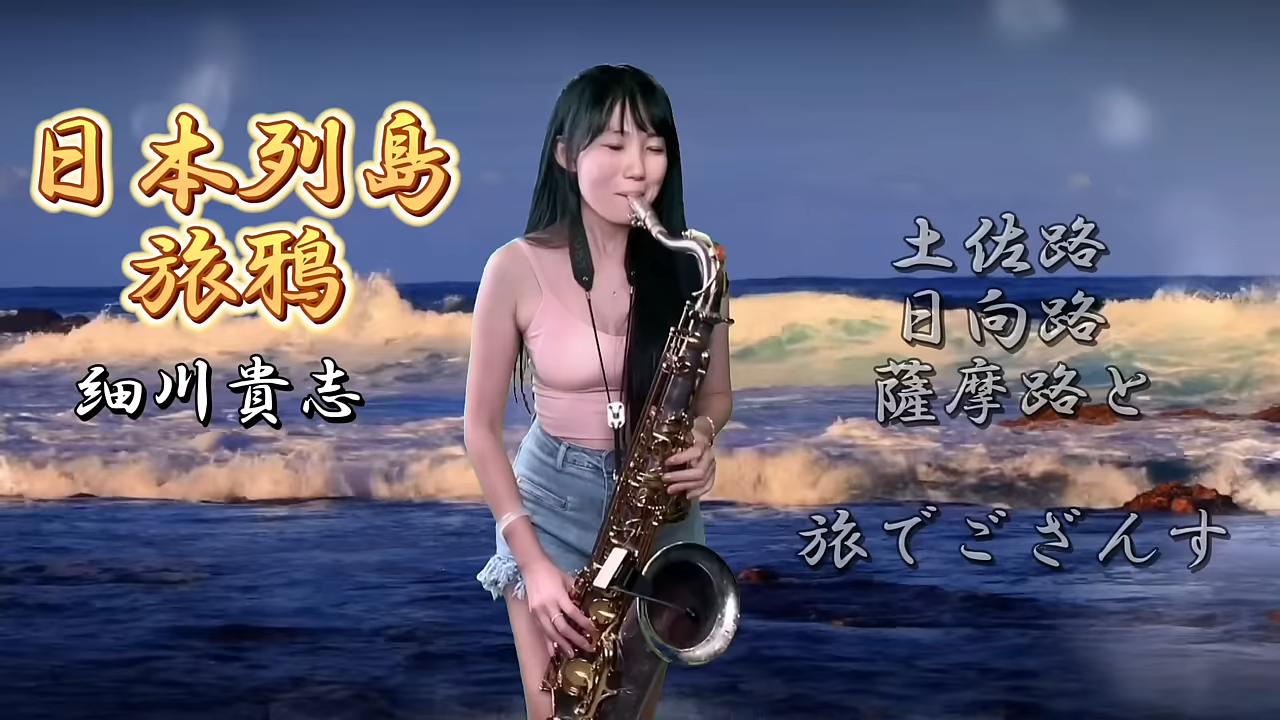 日本列島
旅鴉
細川貴志
土佐路
日向路
薩摩路と
旅でござんす